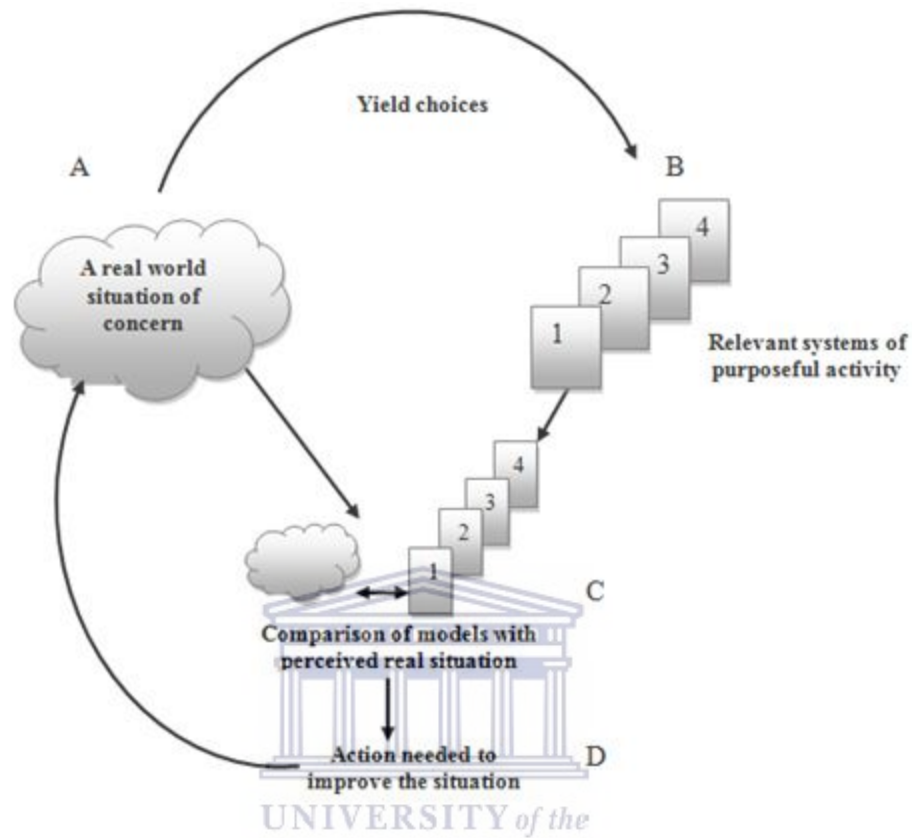 Yield choices
A
B
4
3
2
1
A real world
situation of
concern
Relevant systems of
purposeful activity
4
3
2
1
C
Comparison of models with
perceived real situation
Action needed to
improve the situation
D
UNIVERSITY of the